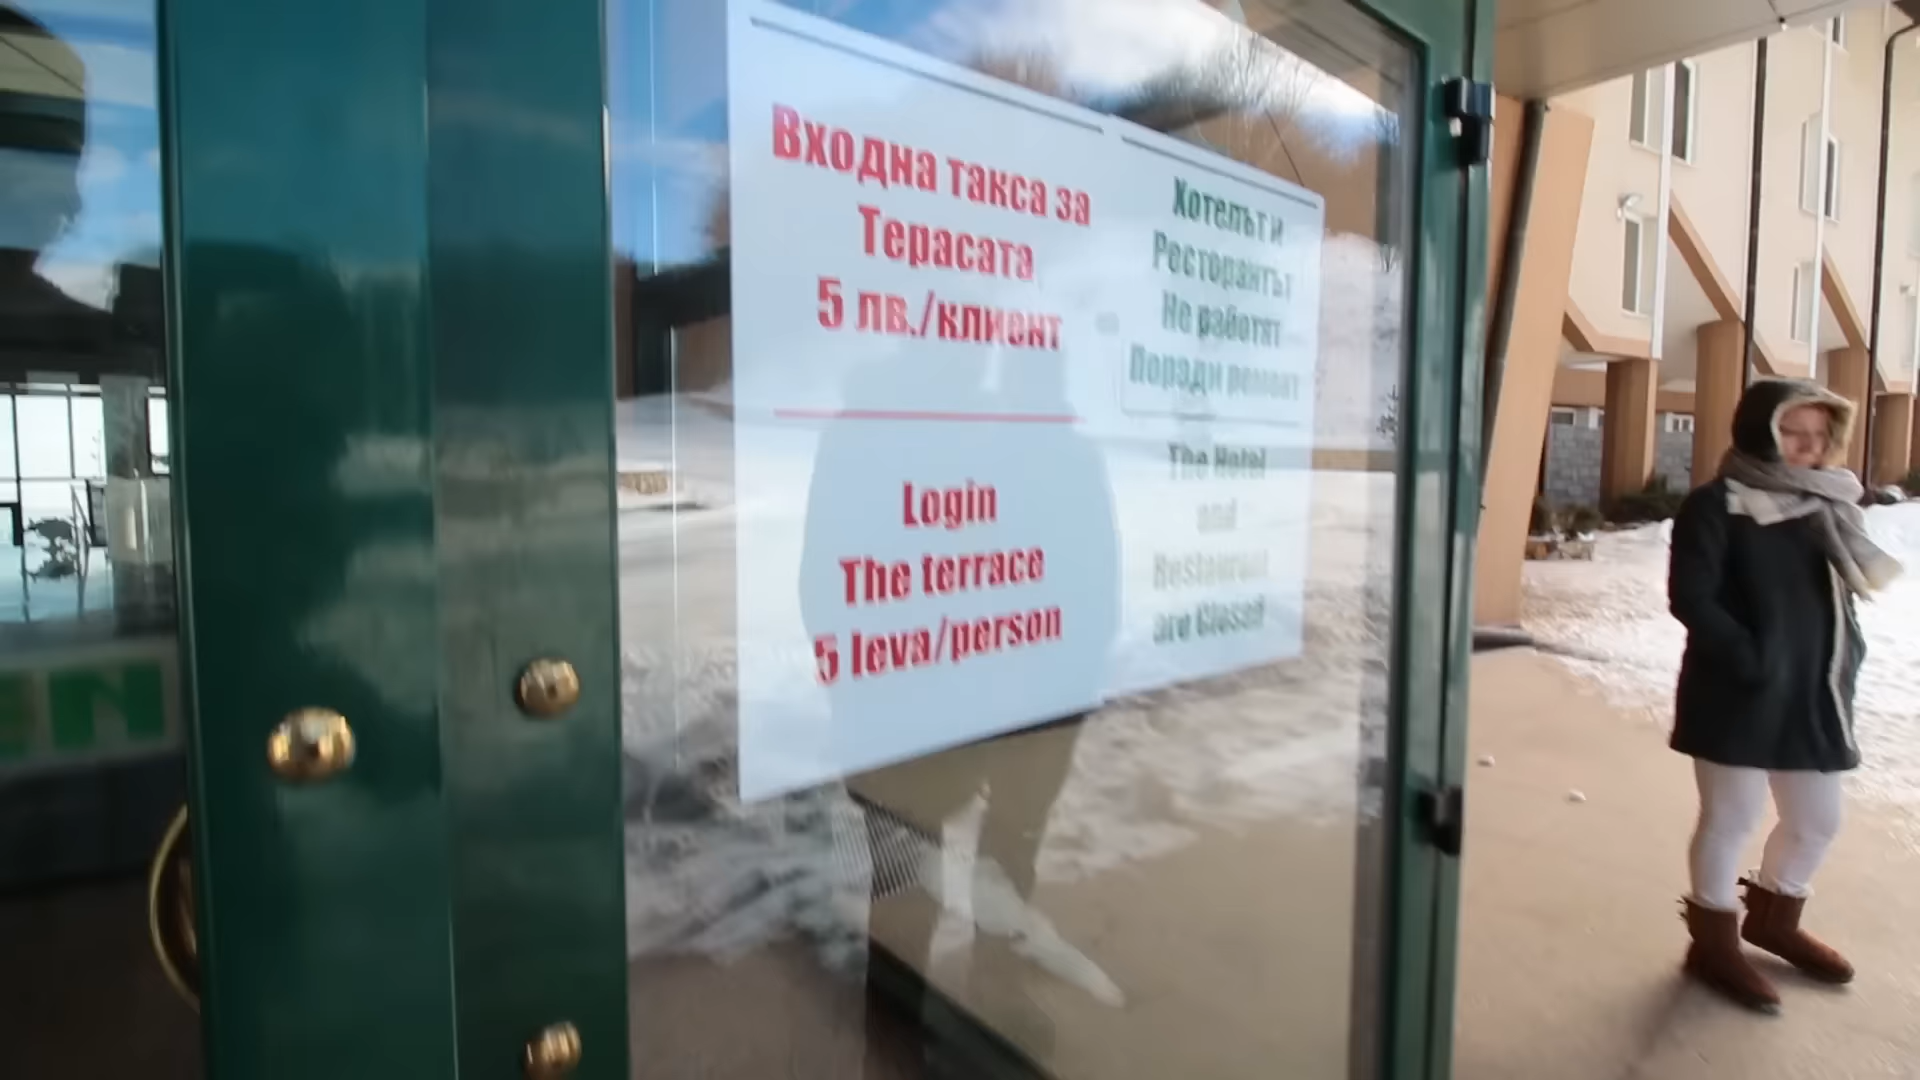 Входна такса за
Терасата
5 лв./клиент
Login
The terrace
5 leva/person
Хотелът и
Ресторантът
Не работят
Поради ремонт
The Hotel
and
Restaurant
are Closed
EN